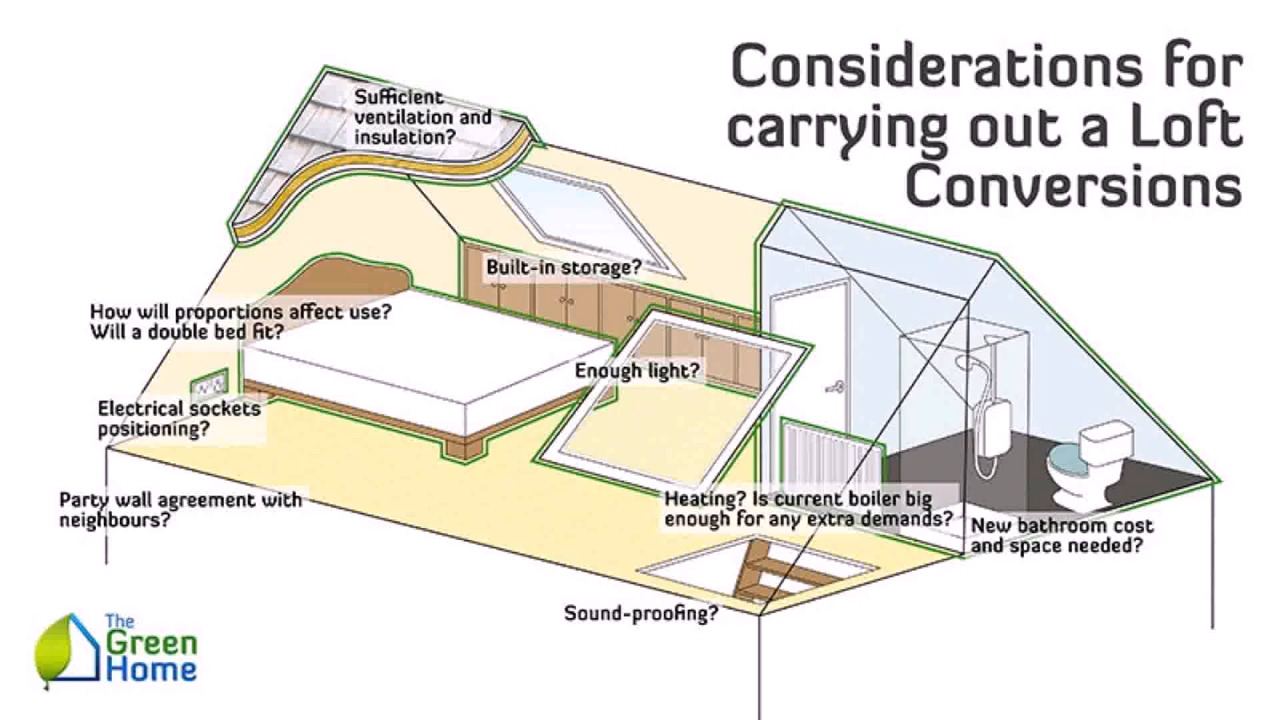 Considerations for
carrying out a Loft
Conversions
Sufficient
ventilation and
insulation?
Built-in storage?
How will proportions affect use?
Will a double bed fit?
Enough light?
Electrical sockets
positioning?
Party wall agreement with
neighbours?
Heating? Is current boiler big
enough for any extra demands?
New bathroom cost
and space needed?
Sound-proofing?
The
Green
Home